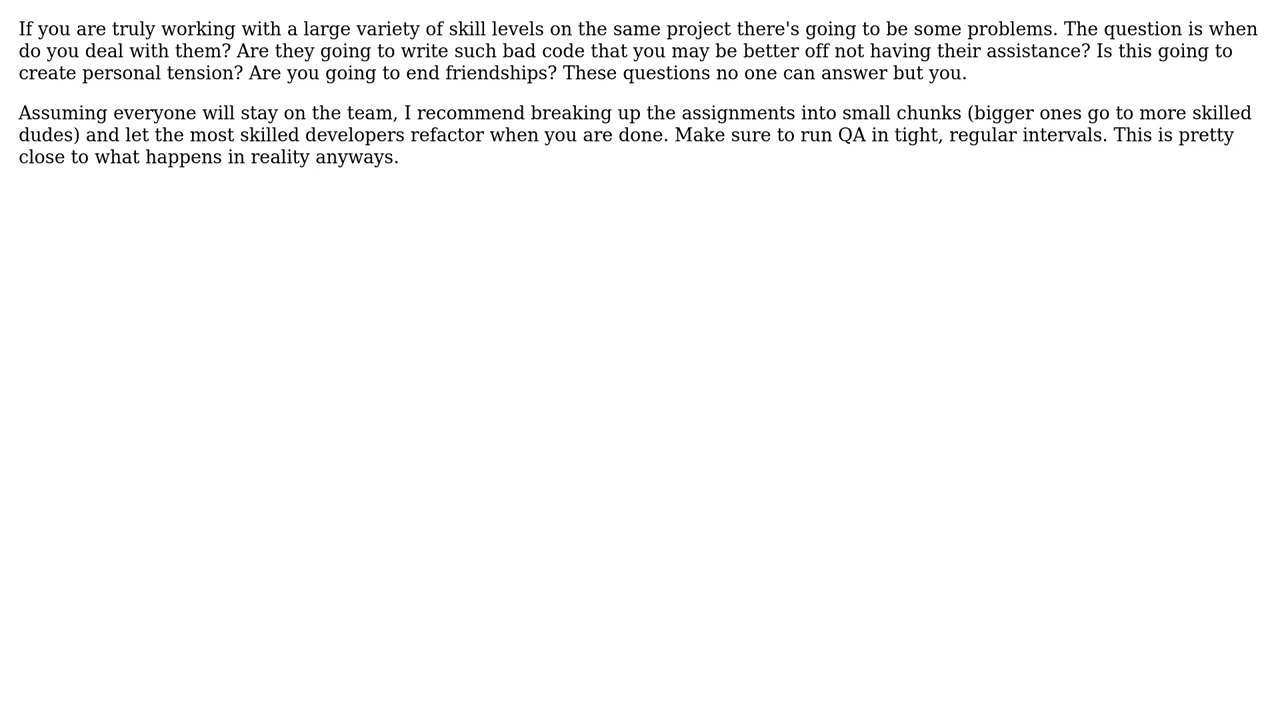 If you are truly working with a large variety of skill levels on the same project there's going to be some problems. The question is when
do you deal with them? Are they going to write such bad code that you may be better off not having their assistance? Is this going to
create personal tension? Are you going to end friendships? These questions no one can answer but you.
Assuming everyone will stay on the team, I recommend breaking up the assignments into small chunks (bigger ones go to more skilled
dudes) and let the most skilled developers refactor when you are done. Make sure to run QA in tight, regular intervals. This is pretty
close to what happens in reality anyways.